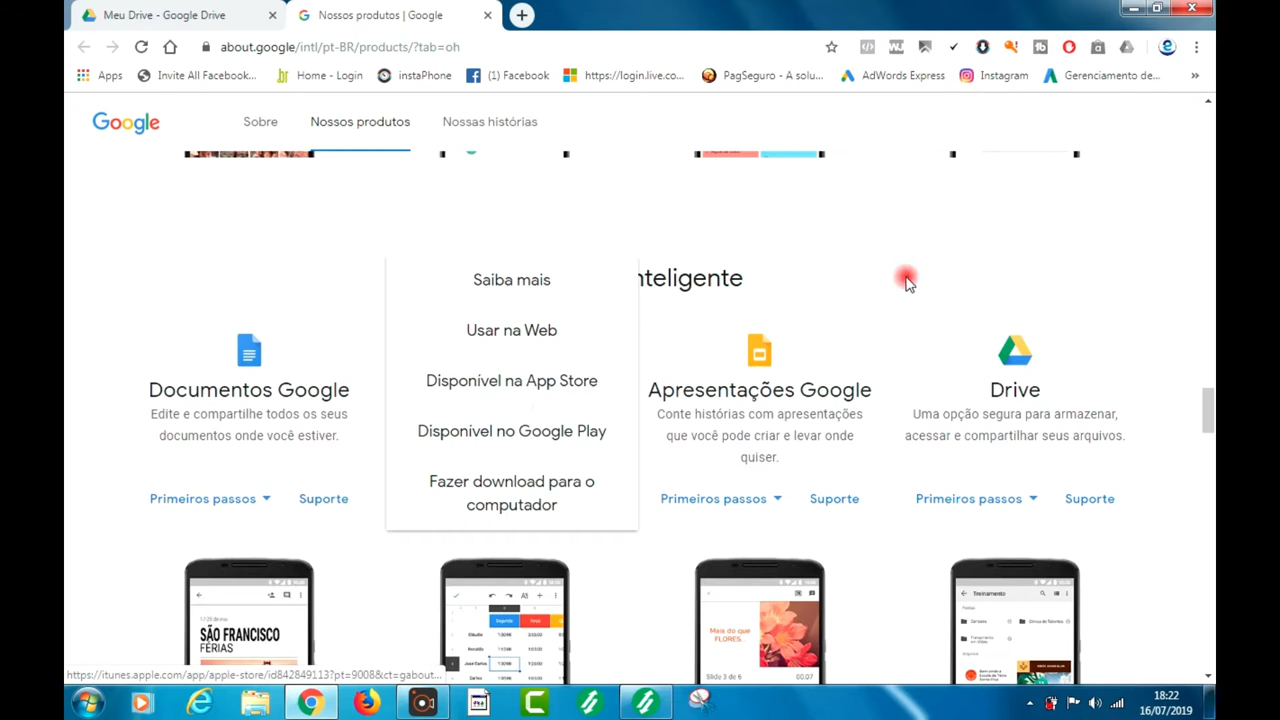 Meu Drive - Google Drive
Nossos produtos | Google
about.google/intl/pt-BR/products/?tab=oh
Apps
Invite All Facebook...
Home - Login
instaPhone
(1) Facebook
https://login.live.co...
PagSeguro - A solu...
AdWords Express
Instagram
Gerenciamento de...
Google
Sobre
Nossos produtos
Nossas histórias
nteligente
Saiba mais
Usar na Web
Disponível na App Store
Disponível no Google Play
Fazer download para o
computador
Documentos Google
Edite e compartilhe todos os seus
documentos onde você estiver.
Primeiros passos
Suporte
Apresentações Google
Conte histórias com apresentações
que você pode criar e levar onde
quiser.
Primeiros passos
Suporte
Drive
Uma opção segura para armazenar,
acessar e compartilhar seus arquivos.
Primeiros passos
Suporte
SÃO FRANCISCO
FÉRIAS
Mais do
que
FLORES...
Slide 3 de 6
00:07
Treinamento
https://itunes.apple.com/app/apple-store/id842849113?pt=9008&ct=gabout...
18:22
16/07/2019